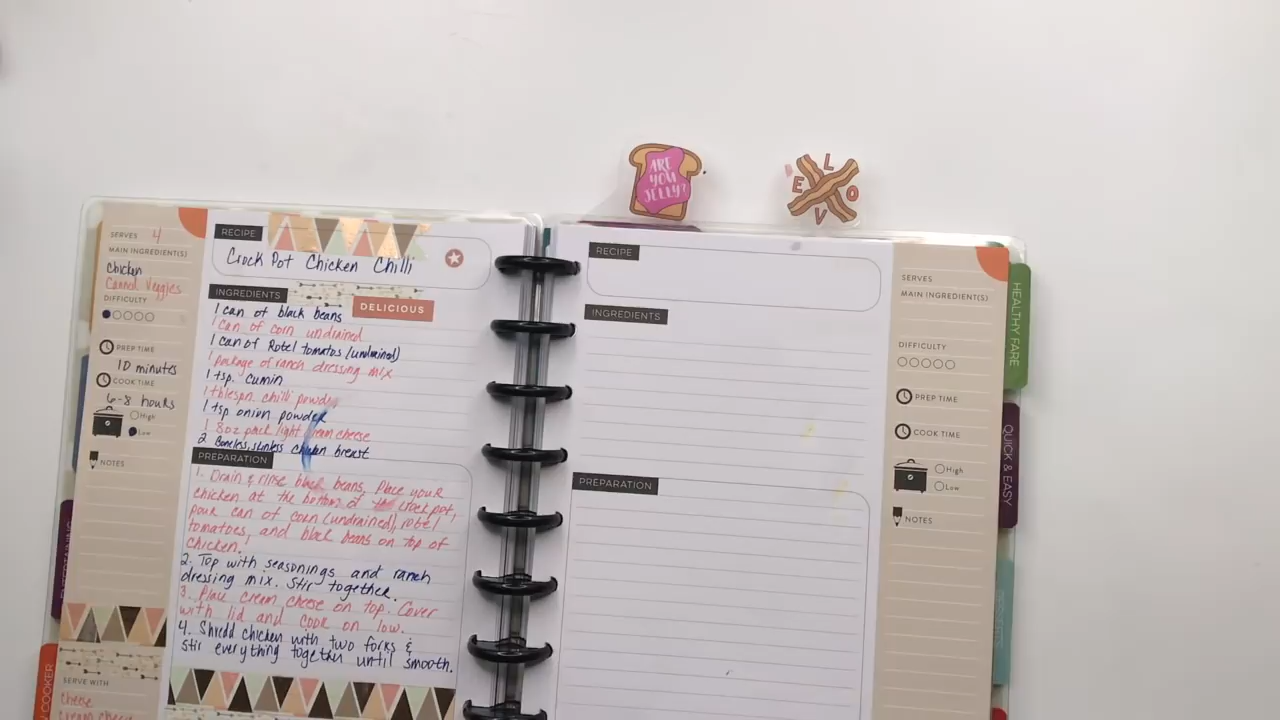 ARE
YOU
JELLY?
L
E O
V
SERVES 4
MAIN INGREDIENT(S)
chicken
Canned Veggies
DIFFICULTY
PREP TIME
10 minutes
COOK TIME
6-8 hours
High
Low
NOTES
SERVE WITH
cheese
cream cheese
RECIPE
Crock Pot Chicken Chilli
INGREDIENTS
DELICIOUS
1 can of black beans
1 can of corn undrained
1 can of Rotel tomatos (undrained)
1 package of ranch dressing mix
1 tsp. cumin
1 tblespn. chilli powder
1 tsp onion powder
1 8oz pack light cream cheese
2 Boneless, skinless chicken breast
PREPARATION
1. Drain & rinse black beans, Place your
chicken at the bottom of the crockpot,
pour can of corn (undrained), rotel
tomatoes, and black beans on top of
chicken.
2. Top with seasonings and ranch
dressing mix. Stir together.
3. Place cream cheese on top. Cover
with lid and cook on low.
4. Shredd chicken with two forks &
stir everything together until smooth.
RECIPE
INGREDIENTS
PREPARATION
SERVES
MAIN INGREDIENT(S)
DIFFICULTY
PREP TIME
COOK TIME
High
Low
NOTES
HEALTHY FARE
QUICK & EASY
COOKER